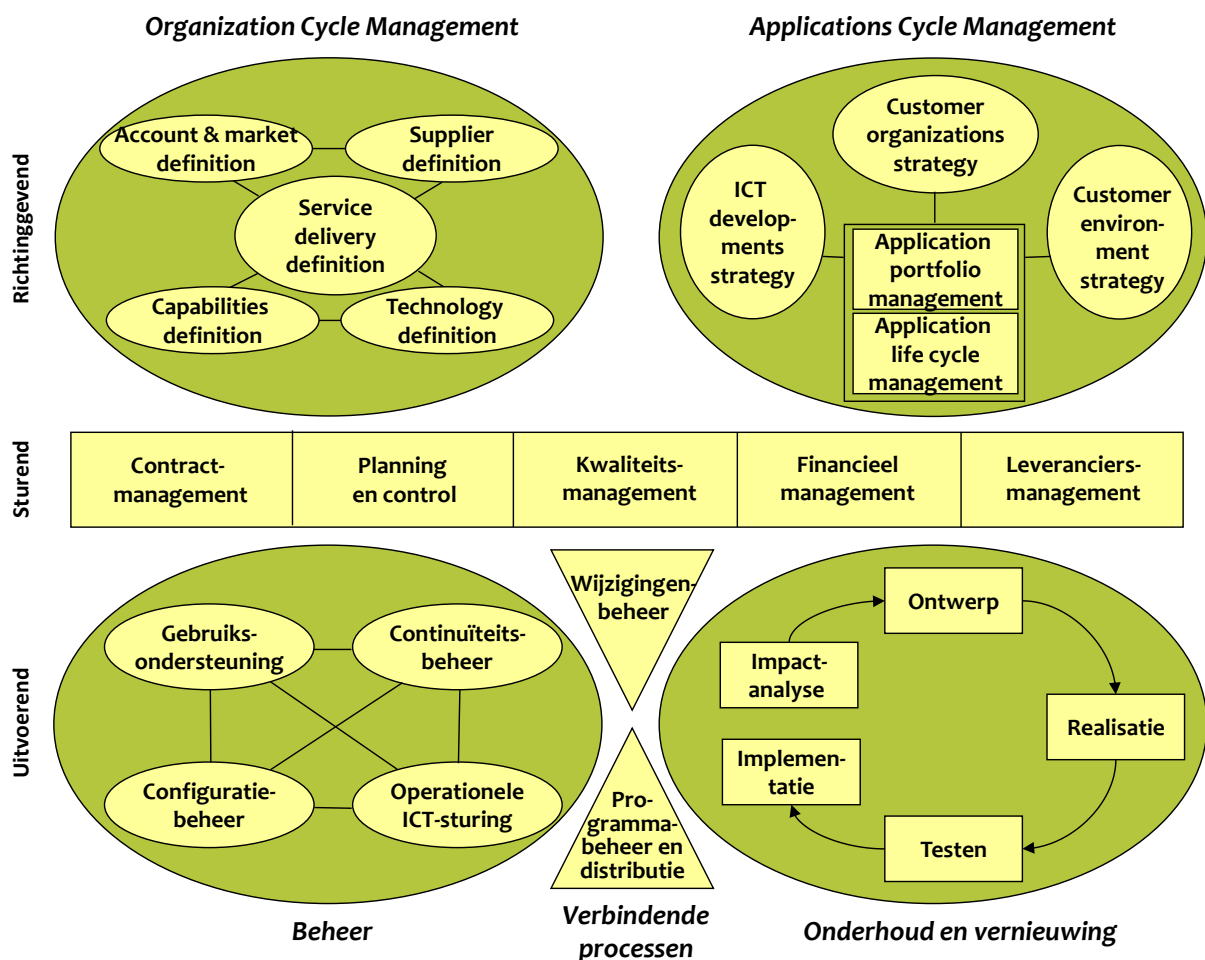 Organization Cycle Management
Applications Cycle Management
Richtinggevend
Account & market
definition
Supplier
definition
Service
delivery
definition
Capabilities
definition
Technology
definition
Customer
organizations
strategy
ICT
develop-
ments
strategy
Customer
environ-
ment
strategy
Application
portfolio
management
Application
life cycle
management
Sturend
Contract-
management
Planning
en control
Kwaliteits-
management
Financieel
management
Leveranciers-
management
Uitvoerend
Gebruiks-
ondersteuning
Continuïteits-
beheer
Configuratie-
beheer
Operationele
ICT-sturing
Wijzigingen-
beheer
Pro-
gramma-
beheer en
distributie
Impact-
analyse
Ontwerp
Realisatie
Testen
Implemen-
tatie
Beheer
Verbindende
processen
Onderhoud en vernieuwing